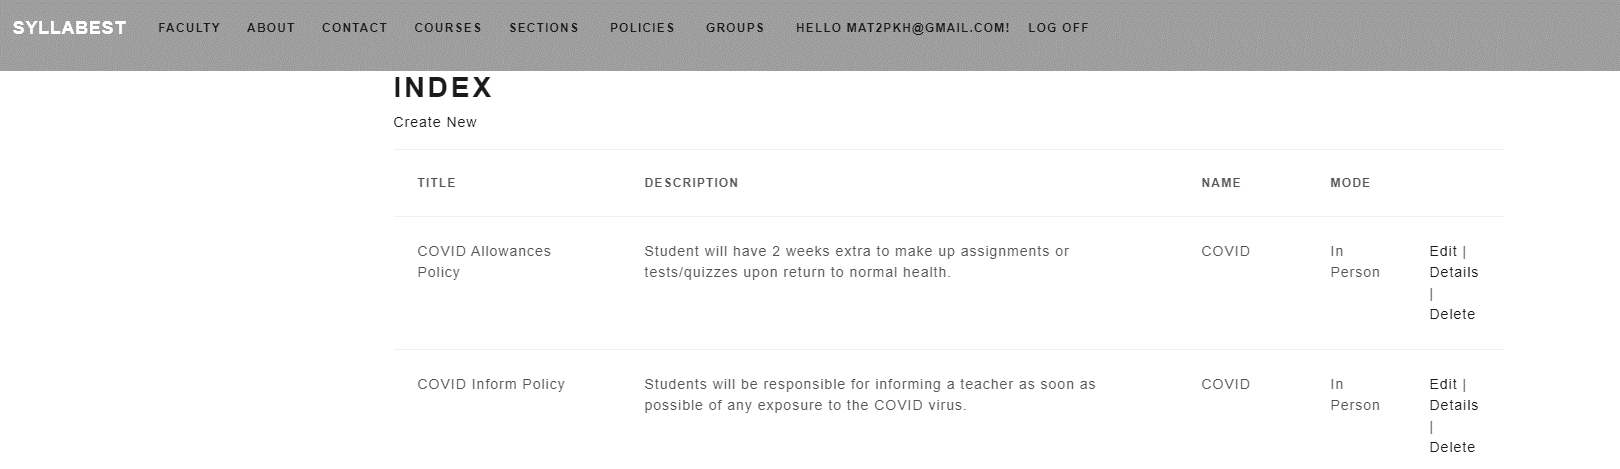 SYLLABEST FACULTY ABOUT CONTACT COURSES SECTIONS POLICIES GROUPS HELLO MAT2PKH@GMAIL.COM! LOG OFF
INDEX
Create New
TITLE DESCRIPTION NAME MODE
COVID Allowances Student will have 2 weeks extra to make up assignments or COVID In Edit |
Policy tests/quizzes upon return to normal health. Person Details
|
Delete
COVID Inform Policy Students will be responsible for informing a teacher as soon as COVID In Edit |
possible of any exposure to the COVID virus. Person Details
|
Delete